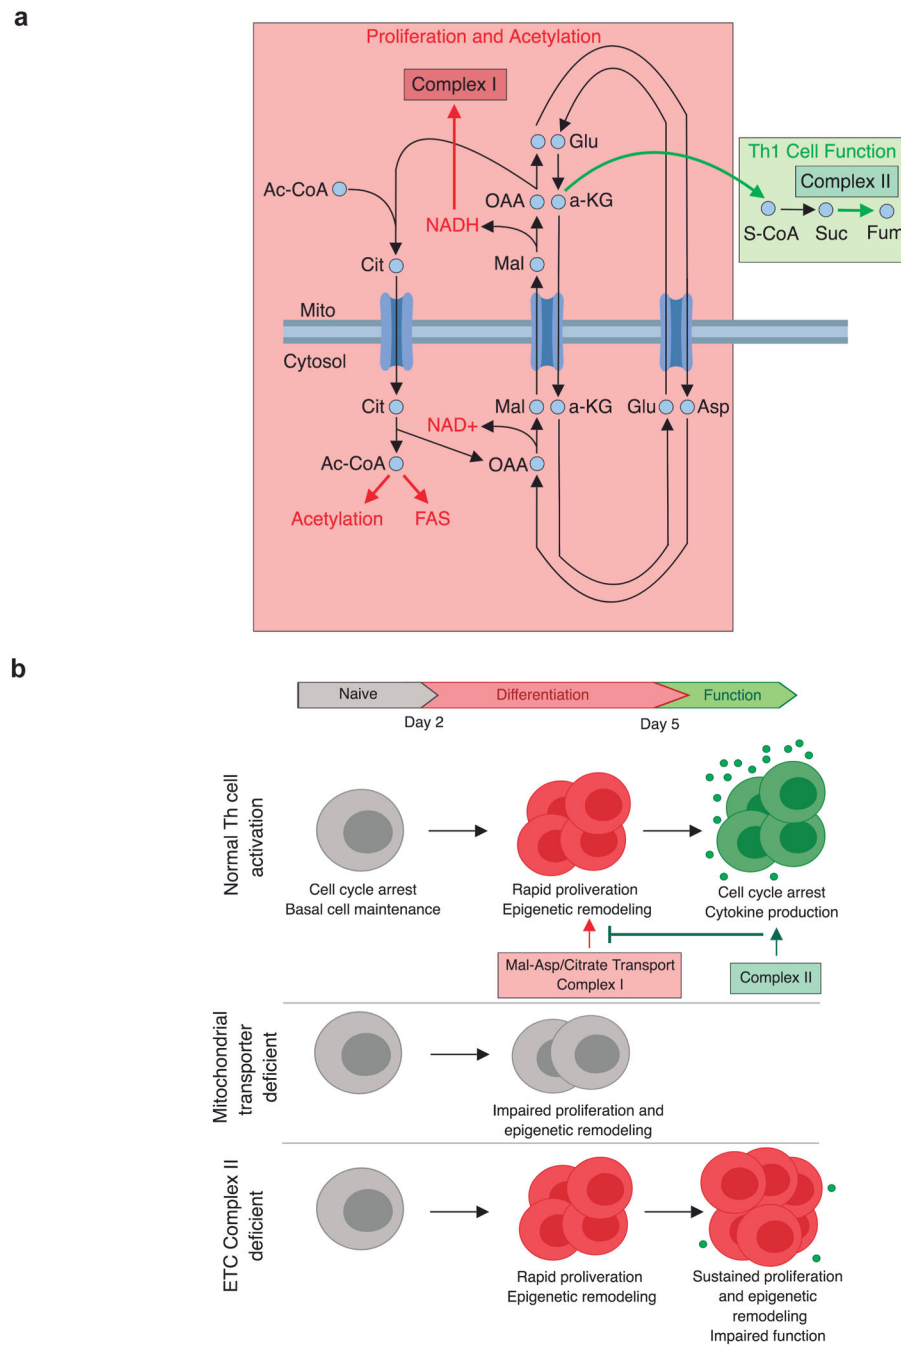 a
Proliferation and Acetylation
Complex I
Glu
Th1 Cell Function
Complex II
Ac-CoA
OAA
a-KG
NADH
S-CoA
Suc
Fum
Cit
Mal
Mito
Cytosol
Cit
Mal
a-KG
Glu
Asp
NAD+
Ac-CoA
OAA
Acetylation
FAS
b
Naive
Differentiation
Function
Day 2
Day 5
Normal Th cell
activation
Cell cycle arrest
Basal cell maintenance
Rapid proliveration
Epigenetic remodeling
Cell cycle arrest
Cytokine production
Mal-Asp/Citrate Transport
Complex I
Complex II
Mitochondrial
transporter
deficient
Impaired proliferation and
epigenetic remodeling
ETC Complex II
deficient
Rapid proliveration
Epigenetic remodeling
Sustained proliferation
and epigenetic
remodeling
Impaired function